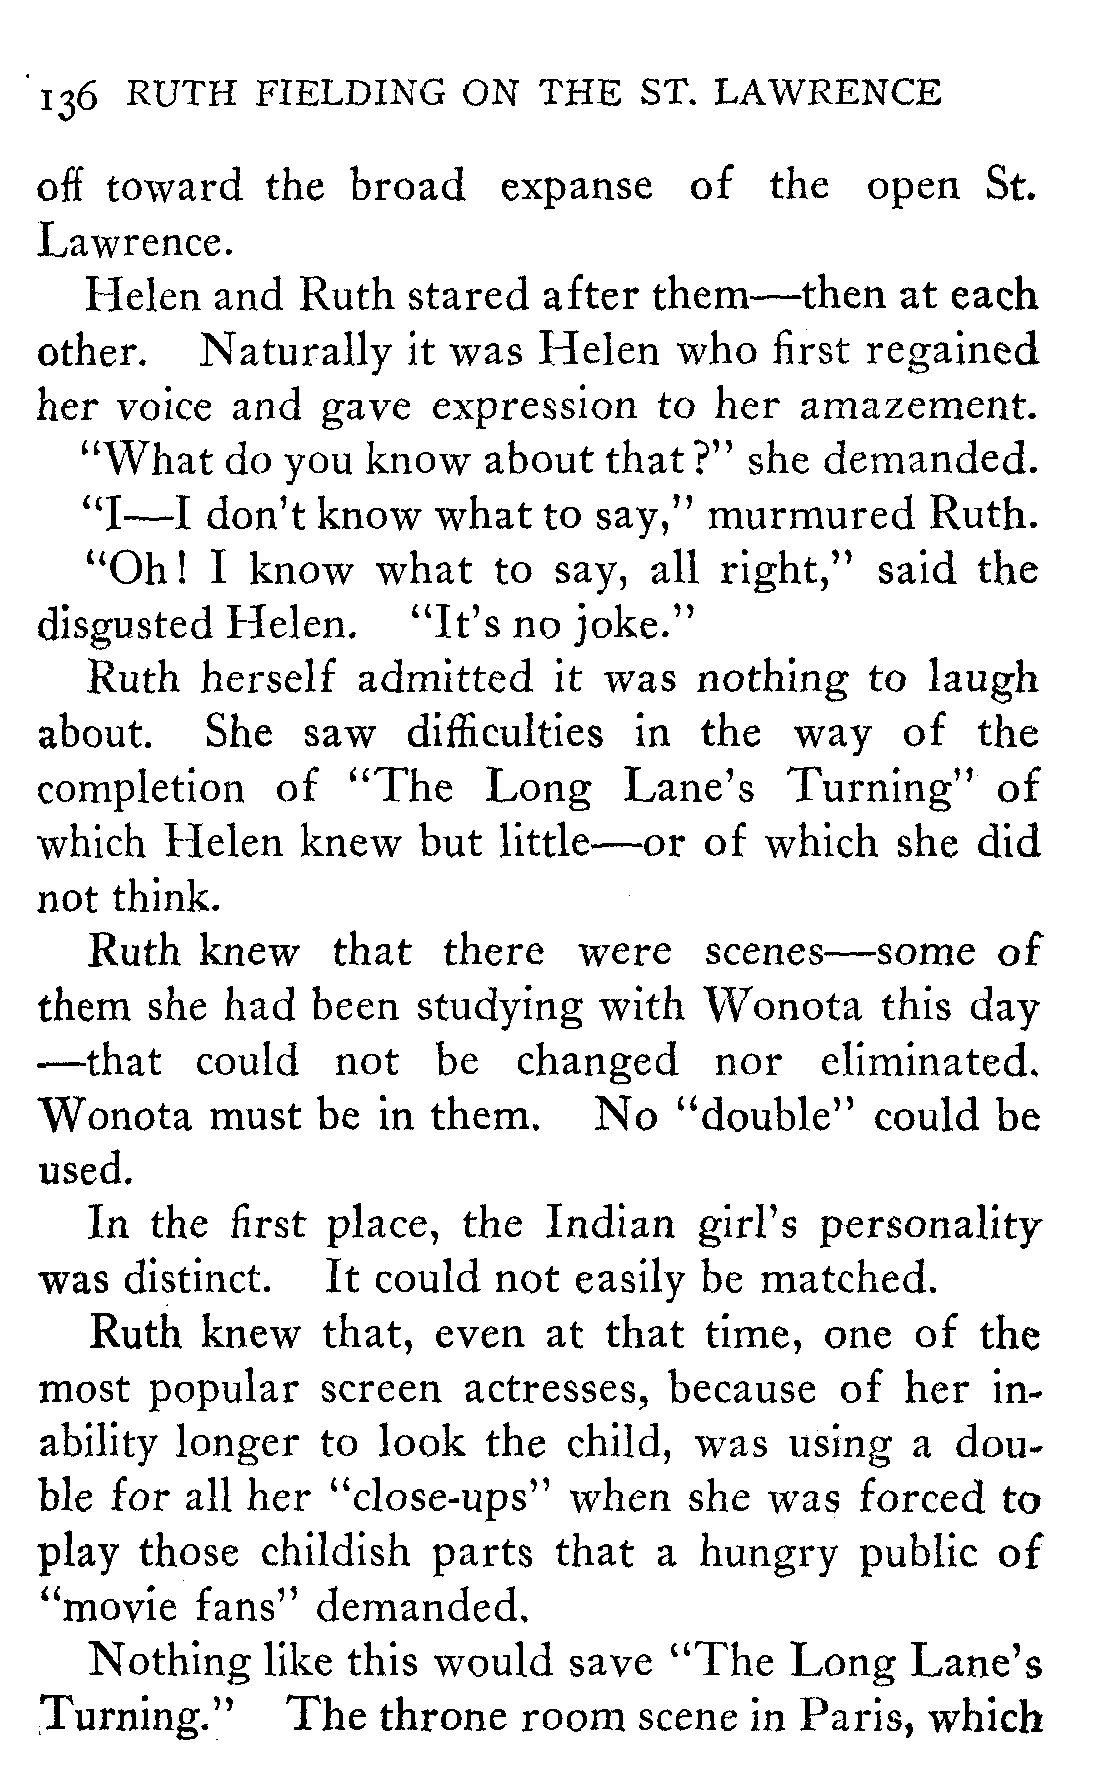 136 RUTH FIELDING ON THE ST. LAWRENCE
off toward the broad expanse of the open St.
Lawrence.
Helen and Ruth stared after them—then at each
other. Naturally it was Helen who first regained
her voice and gave expression to her amazement.
“What do you know about that?” she demanded.
“I—I don’t know what to say,” murmured Ruth.
“Oh! I know what to say, all right,” said the
disgusted Helen. “It’s no joke.”
Ruth herself admitted it was nothing to laugh
about. She saw difficulties in the way of the
completion of “The Long Lane’s Turning” of
which Helen knew but little—or of which she did
not think.
Ruth knew that there were scenes—some of
them she had been studying with Wonota this day
—that could not be changed nor eliminated.
Wonota must be in them. No “double” could be
used.
In the first place, the Indian girl’s personality
was distinct. It could not easily be matched.
Ruth knew that, even at that time, one of the
most popular screen actresses, because of her in-
ability longer to look the child, was using a dou-
ble for all her “close-ups” when she was forced to
play those childish parts that a hungry public of
“movie fans” demanded.
Nothing like this would save “The Long Lane’s
Turning.” The throne room scene in Paris, which